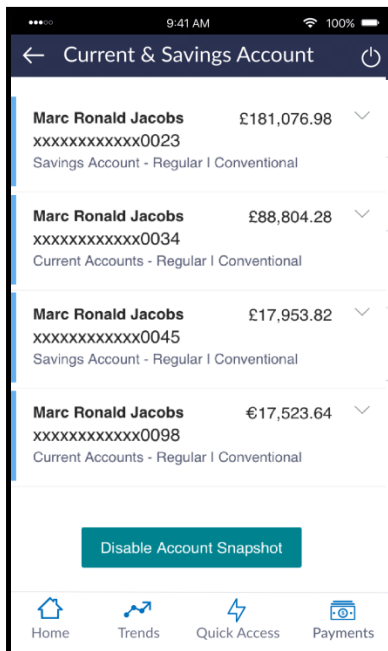 9:41 AM 100%
Current & Savings Account
Marc Ronald Jacobs £181,076.98
xxxxxxxxxxxx0023
Savings Account - Regular I Conventional
Marc Ronald Jacobs £88,804.28
xxxxxxxxxxxx0034
Current Accounts - Regular I Conventional
Marc Ronald Jacobs £17,953.82
xxxxxxxxxxxx0045
Savings Account - Regular I Conventional
Marc Ronald Jacobs €17,523.64
xxxxxxxxxxxx0098
Current Accounts - Regular I Conventional
Disable Account Snapshot
Home Trends Quick Access Payments